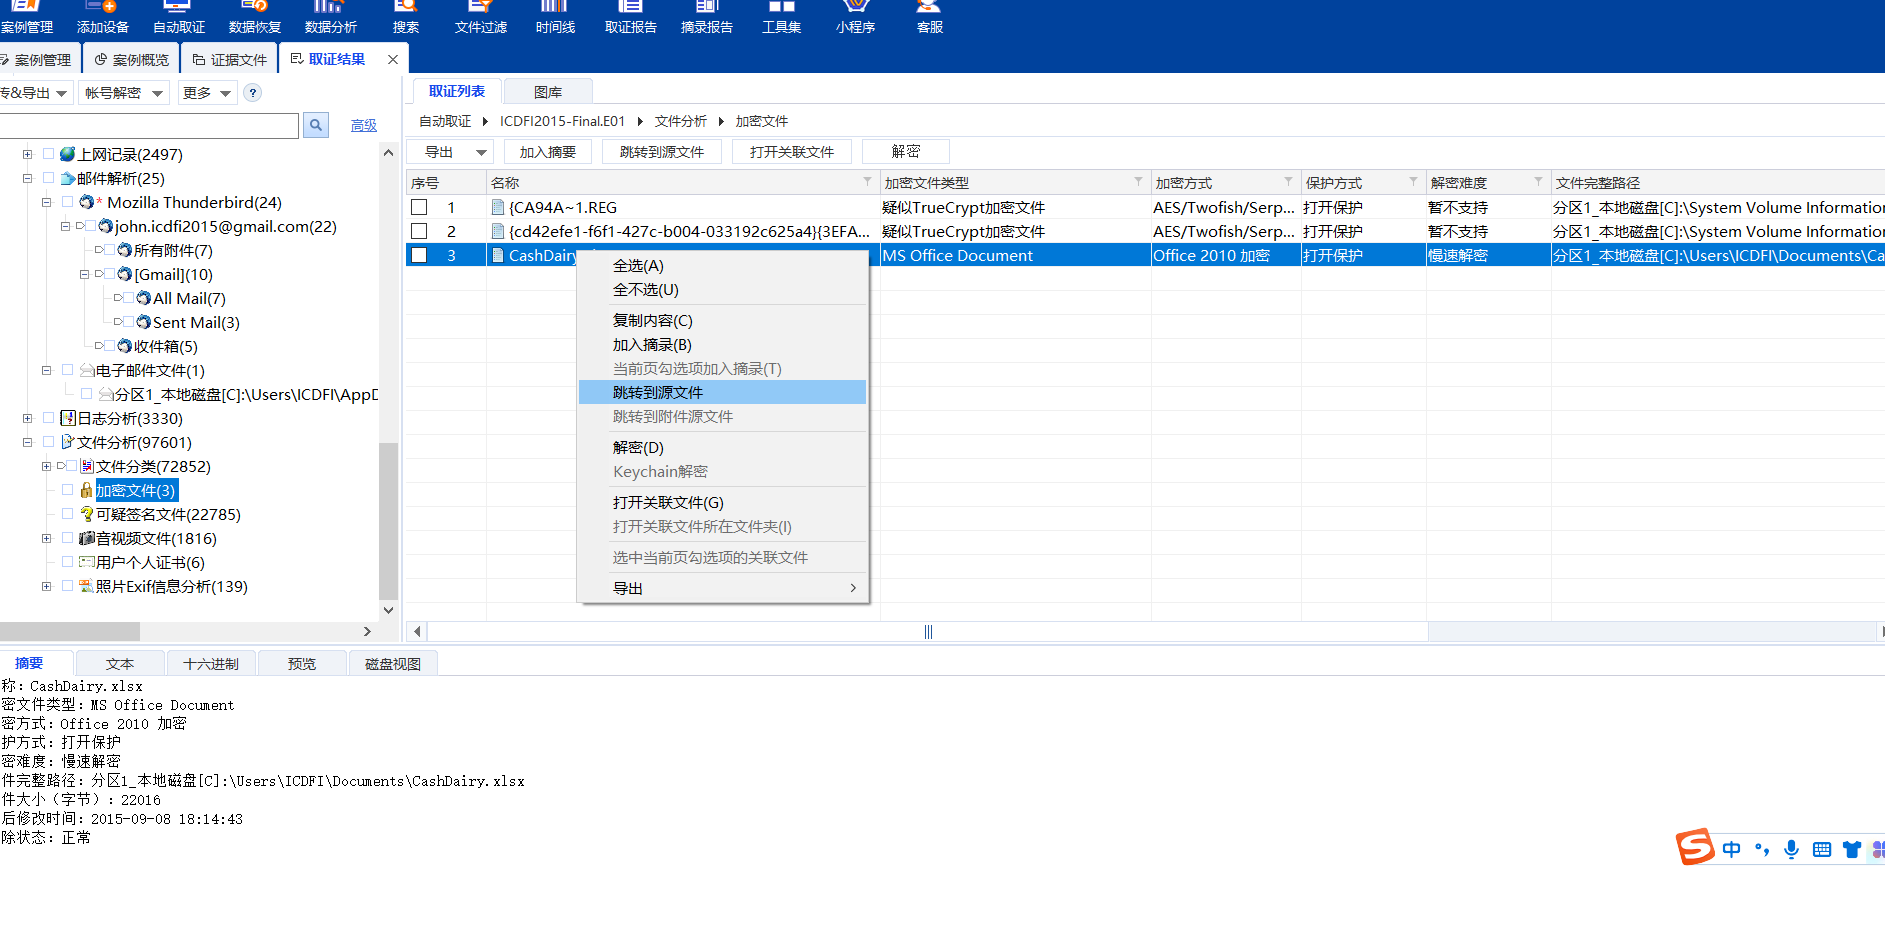 案例管理 添加设备 自动取证 数据恢复 数据分析 搜索 文件过滤 时间线 取证报告 摘录报告 工具集 小程序 客服
案例管理 案例概览 证据文件 取证结果
传&导出 帐号解密 更多 ?
高级
上网记录(2497)
邮件解析(25)
* Mozilla Thunderbird(24)
john.icdfi2015@gmail.com(22)
所有附件(7)
[Gmail](10)
All Mail(7)
Sent Mail(3)
收件箱(5)
电子邮件文件(1)
分区1_本地磁盘[C]:\Users\ICDFI\AppD
日志分析(3330)
文件分析(97601)
文件分类(72852)
加密文件(3)
可疑签名文件(22785)
音视频文件(1816)
用户个人证书(6)
照片Exif信息分析(139)
取证列表 图库
自动取证 ICDFI2015-Final.E01 文件分析 加密文件
导出 加入摘要 跳转到源文件 打开关联文件 解密
序号 名称 加密文件类型 加密方式 保护方式 解密难度 文件完整路径
1 {CA94A~1.REG 疑似TrueCrypt加密文件 AES/Twofish/Serp... 打开保护 暂不支持 分区1_本地磁盘[C]:\System Volume Information
2 {cd42efe1-f6f1-427c-b004-033192c625a4}{3EFA... 疑似TrueCrypt加密文件 AES/Twofish/Serp... 打开保护 暂不支持 分区1_本地磁盘[C]:\System Volume Information
3 CashDairy MS Office Document Office 2010 加密 打开保护 慢速解密 分区1_本地磁盘[C]:\Users\ICDFI\Documents\Ca
全选(A)
全不选(U)
复制内容(C)
加入摘录(B)
当前页勾选项加入摘录(T)
跳转到源文件
跳转到附件源文件
解密(D)
Keychain解密
打开关联文件(G)
打开关联文件所在文件夹(I)
选中当前页勾选项的关联文件
导出
摘要 文本 十六进制 预览 磁盘视图
称: CashDairy.xlsx
密文件类型: MS Office Document
密方式: Office 2010 加密
护方式: 打开保护
密难度: 慢速解密
件完整路径: 分区1_本地磁盘[C]:\Users\ICDFI\Documents\CashDairy.xlsx
件大小（字节）: 22016
后修改时间: 2015-09-08 18:14:43
除状态: 正常
S 中